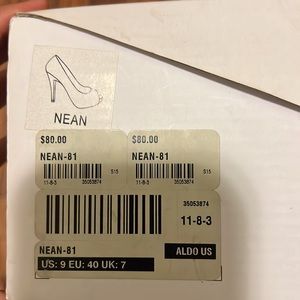 NEAN
$80.00 $80.00
NEAN-81 NEAN-81
S15 S15
11-8-3 35053874 11-8-3 35053874
35053874
11-8-3
NEAN-81 ALDO US
US: 9 EU: 40 UK: 7